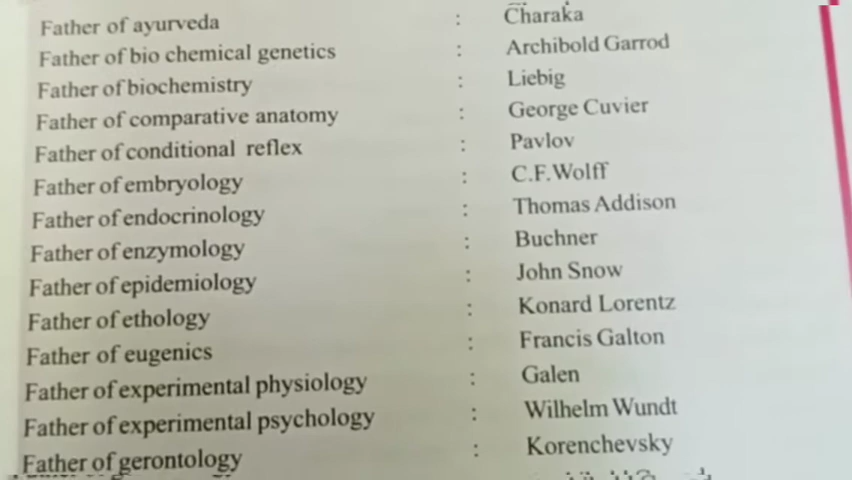 Father of ayurveda : Charaka
Father of bio chemical genetics : Archibold Garrod
Father of biochemistry : Liebig
Father of comparative anatomy : George Cuvier
Father of conditional reflex : Pavlov
Father of embryology : C.F.Wolff
Father of endocrinology : Thomas Addison
Father of enzymology : Buchner
Father of epidemiology : John Snow
Father of ethology : Konard Lorentz
Father of eugenics : Francis Galton
Father of experimental physiology : Galen
Father of experimental psychology : Wilhelm Wundt
Father of gerontology : Korenchevsky